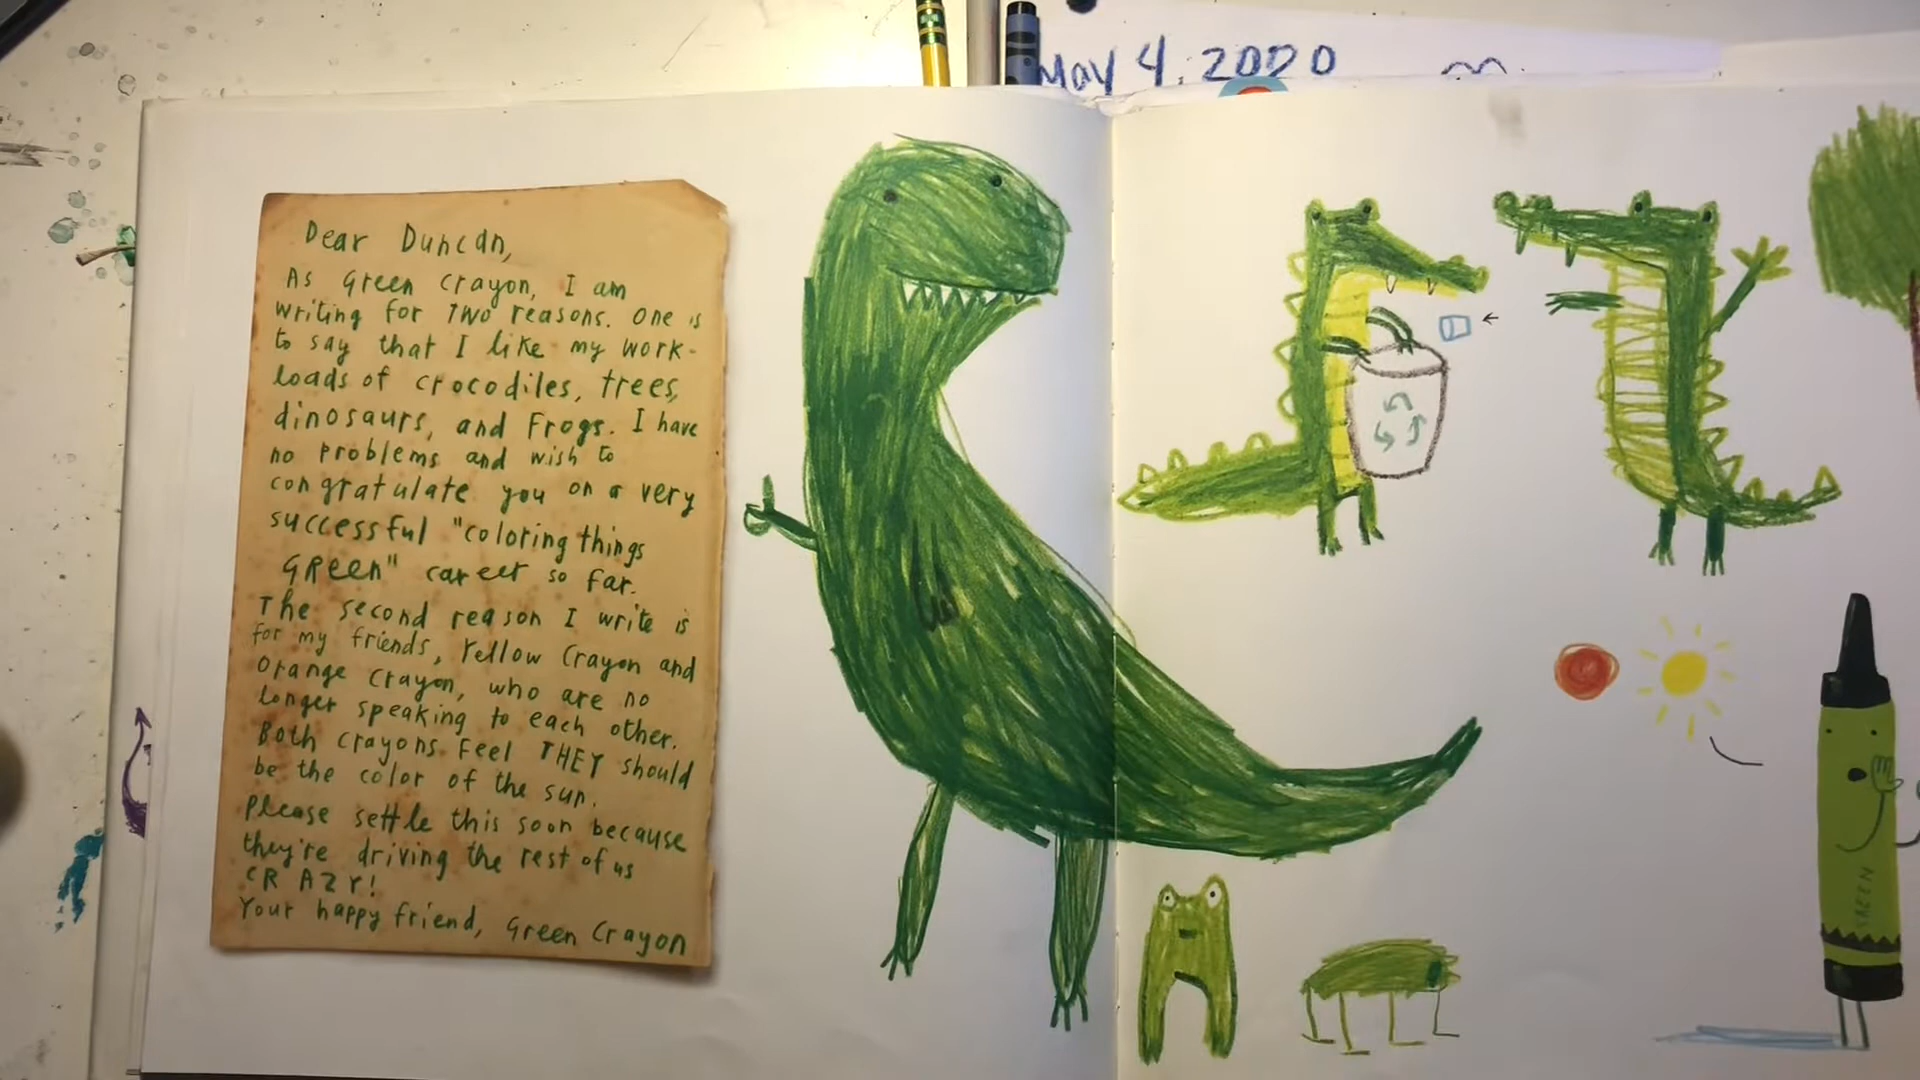 May 4, 2020
Dear Duncan,
As Green Crayon, I am
writing for TWO reasons. One is
to say that I like my work-
loads of crocodiles, trees,
dinosaurs, and frogs. I have
no problems and wish to
congratulate you on a very
successful "coloring things
GReen" career so far.
The second reason I write is
for my friends, Yellow Crayon and
Orange Crayon, who are no
longer speaking to each other.
Both crayons feel THEY should
be the color of the sun.
Please settle this soon because
they're driving the rest of us
CRAZY!
Your happy friend, Green Crayon
GREEN